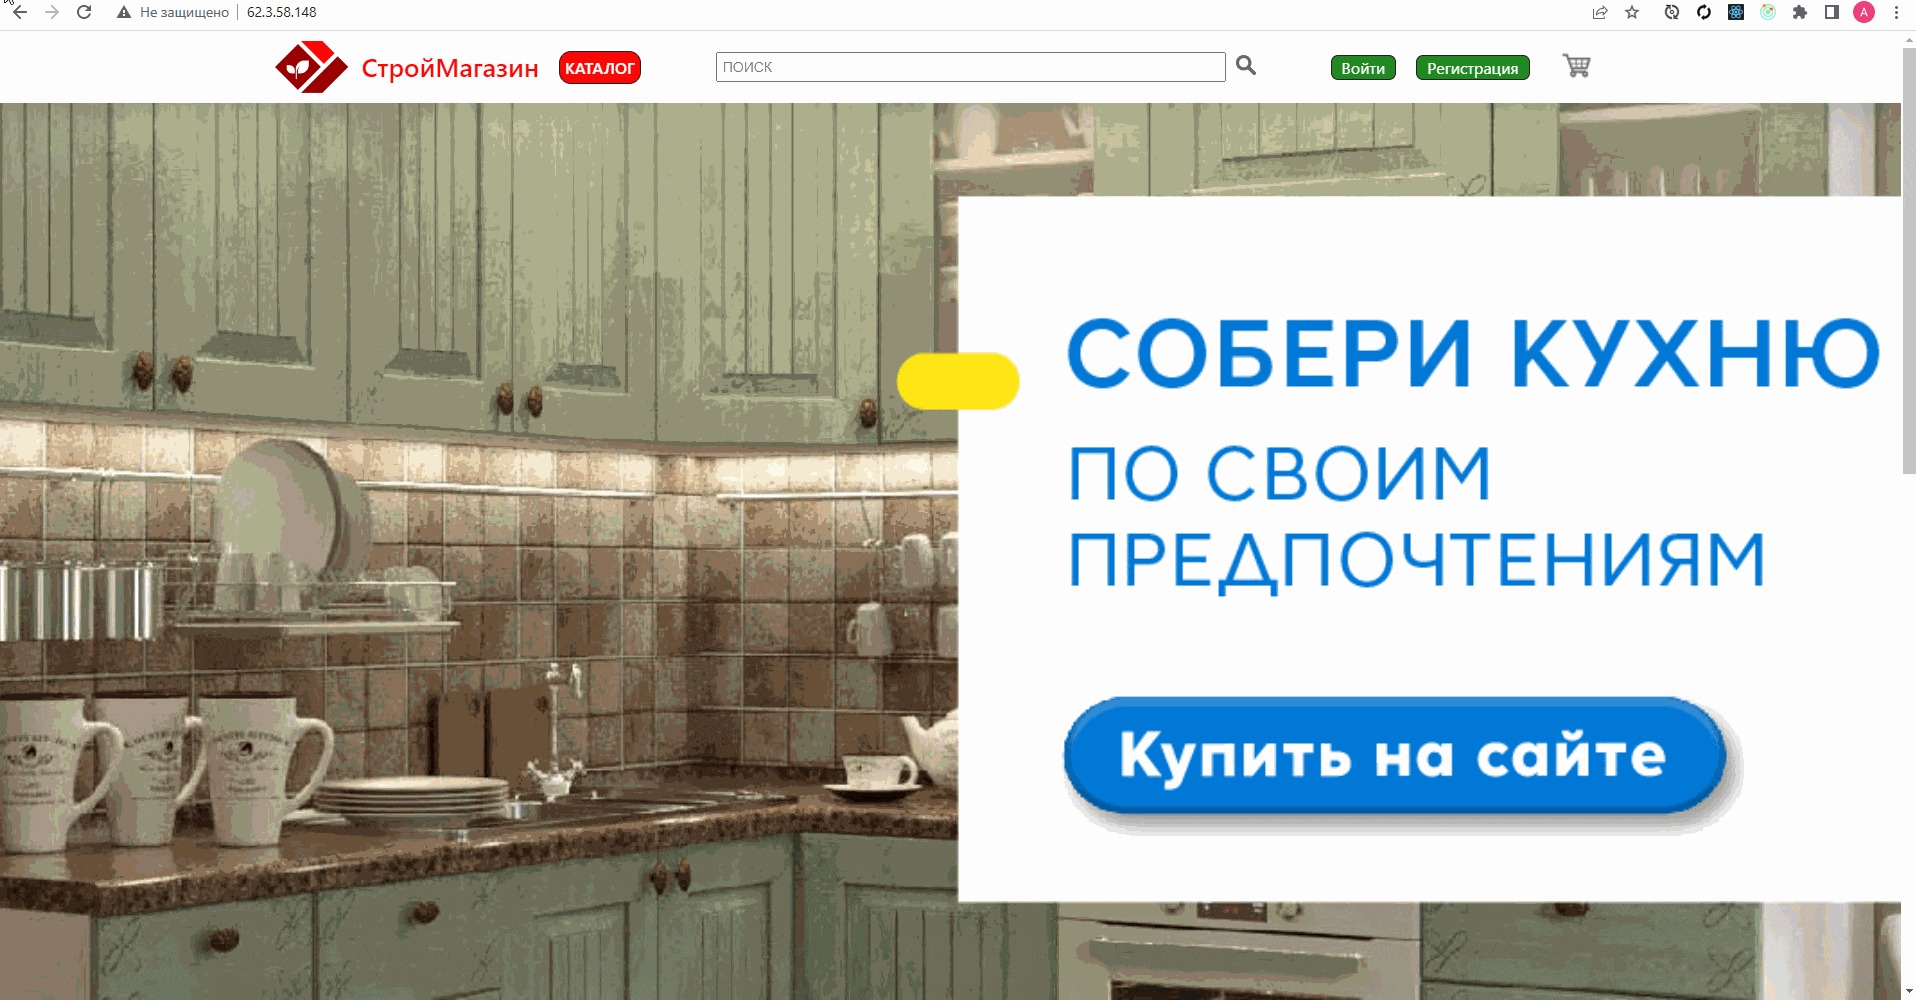 Не защищено
62.3.58.148
A
СтройМагазин
КАТАЛОГ
ПОИСК
Войти
Регистрация
СОБЕРИ КУХНЮ
ПО СВОИМ
ПРЕДПОЧТЕНИЯМ
Купить на сайте